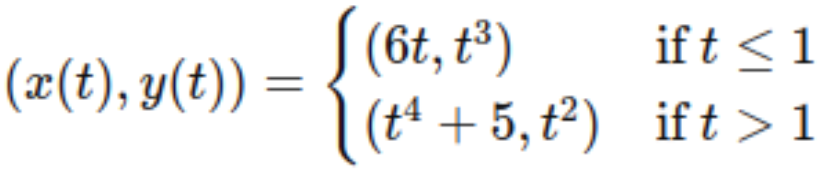 (x(t), y(t)) = { (6t, t³) if t ≤ 1
(t⁴ + 5, t²) if t > 1